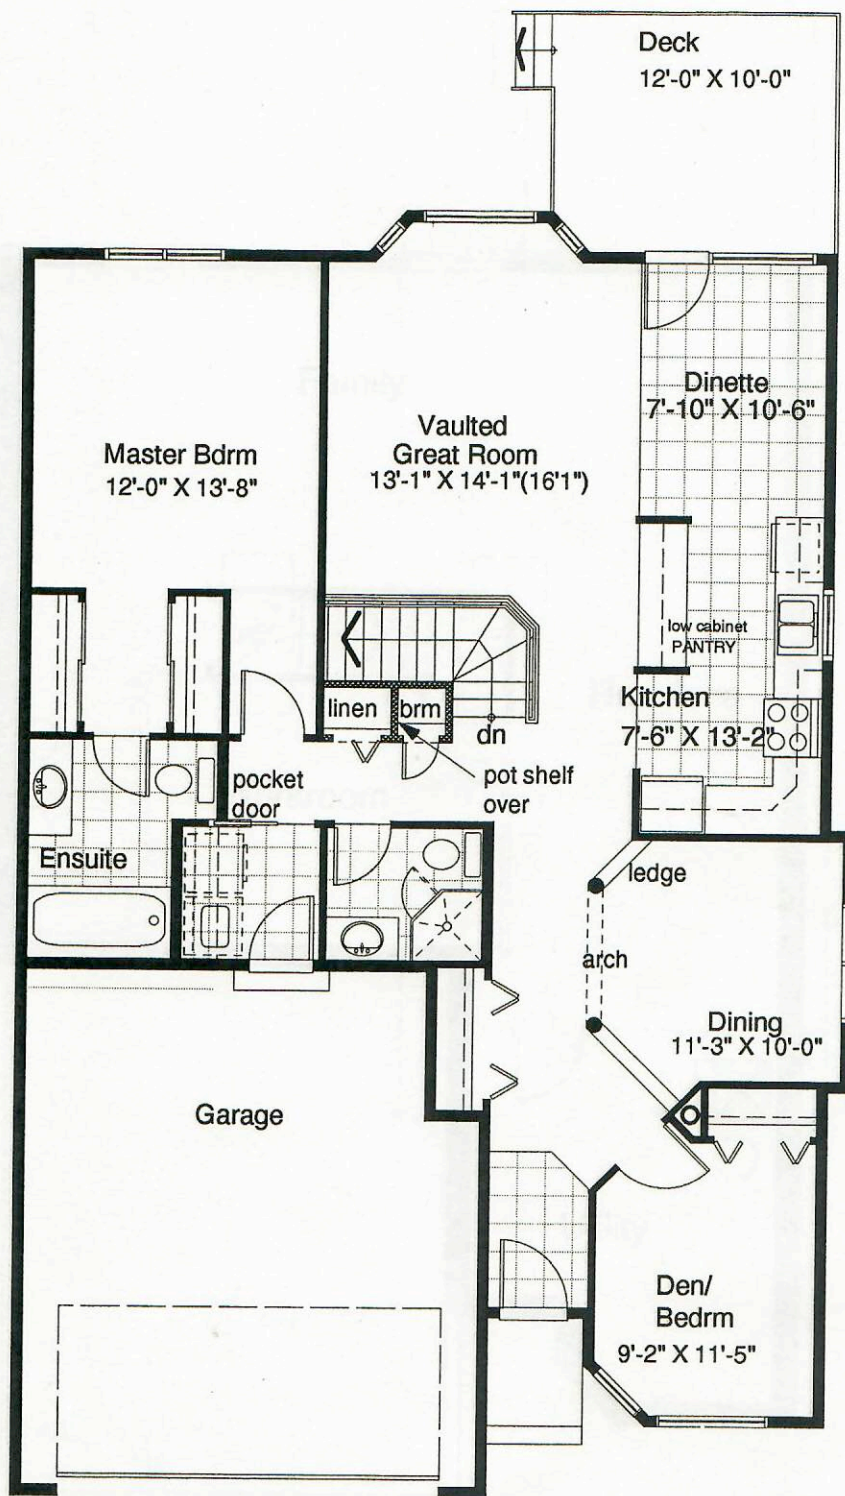 Deck
12'-0" X 10'-0"
Dinette
7'-10" X 10'-6"
Vaulted
Great Room
13'-1" X 14'-1"(16'1")
Master Bdrm
12'-0" X 13'-8"
low cabinet
PANTRY
Kitchen
7'-6" X 13'-2"
linen
brm
dn
pot shelf
over
pocket
door
Ensuite
ledge
arch
Dining
11'-3" X 10'-0"
Garage
Den/
Bedrm
9'-2" X 11'-5"
Family